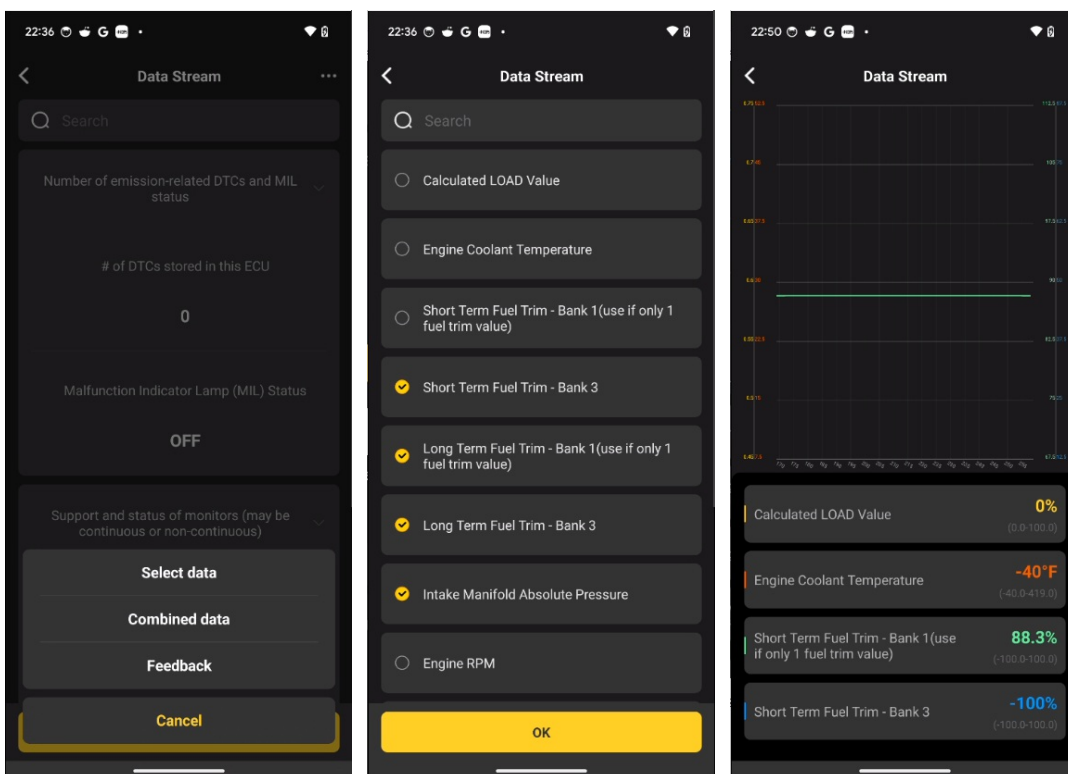 22:36
Data Stream
Search
Number of emission-related DTCs and MIL
status
# of DTCs stored in this ECU
0
Malfunction Indicator Lamp (MIL) Status
OFF
Support and status of monitors (may be
continuous or non-continuous)
Select data
Combined data
Feedback
Cancel
22:36
Data Stream
Search
Calculated LOAD Value
Engine Coolant Temperature
Short Term Fuel Trim - Bank 1(use if only 1
fuel trim value)
Short Term Fuel Trim - Bank 3
Long Term Fuel Trim - Bank 1(use if only 1
fuel trim value)
Long Term Fuel Trim - Bank 3
Intake Manifold Absolute Pressure
Engine RPM
OK
22:50
Data Stream
Calculated LOAD Value
0%
(0.0-100.0)
Engine Coolant Temperature
-40°F
(-40.0-419.0)
Short Term Fuel Trim - Bank 1(use
if only 1 fuel trim value)
88.3%
(-100.0-100.0)
Short Term Fuel Trim - Bank 3
-100%
(-100.0-100.0)